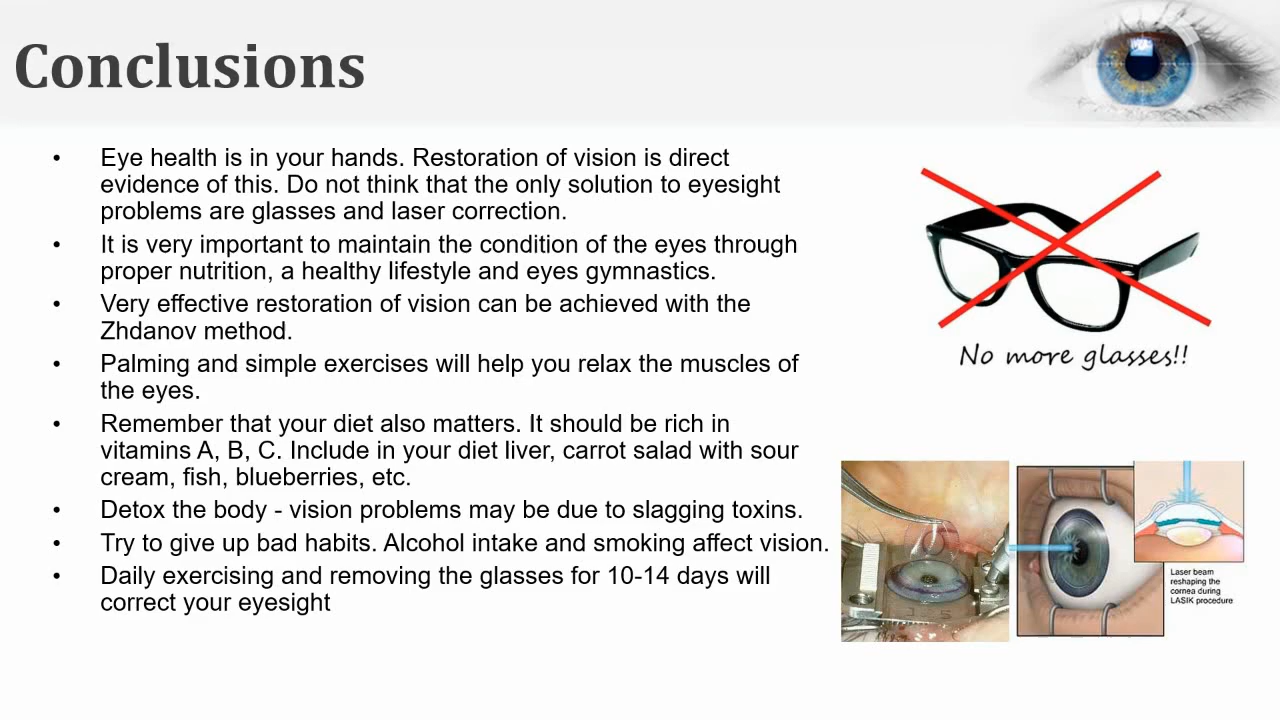 Conclusions
• Eye health is in your hands. Restoration of vision is direct
evidence of this. Do not think that the only solution to eyesight
problems are glasses and laser correction.
• It is very important to maintain the condition of the eyes through
proper nutrition, a healthy lifestyle and eyes gymnastics.
• Very effective restoration of vision can be achieved with the
Zhdanov method.
• Palming and simple exercises will help you relax the muscles of
the eyes.
• Remember that your diet also matters. It should be rich in
vitamins A, B, C. Include in your diet liver, carrot salad with sour
cream, fish, blueberries, etc.
• Detox the body - vision problems may be due to slagging toxins.
• Try to give up bad habits. Alcohol intake and smoking affect vision.
• Daily exercising and removing the glasses for 10-14 days will
correct your eyesight
No more glasses!!
Laser beam
reshaping the
cornea during
LASIK procedure